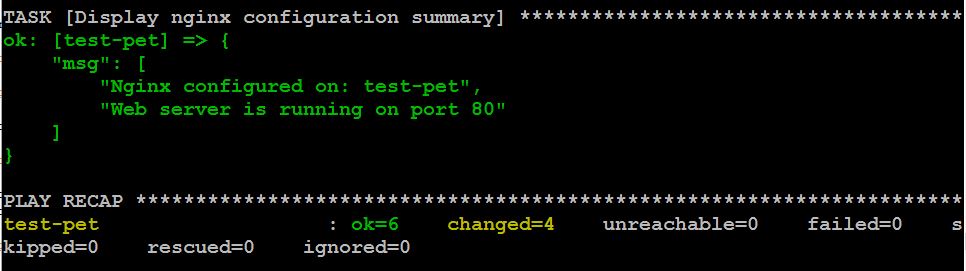 TASK [Display nginx configuration summary] *************************************
ok: [test-pet] => {
    "msg": [
        "Nginx configured on: test-pet",
        "Web server is running on port 80"
    ]
}
PLAY RECAP *********************************************************************
test-pet                   : ok=6    changed=4    unreachable=0    failed=0    s
kipped=0    rescued=0    ignored=0